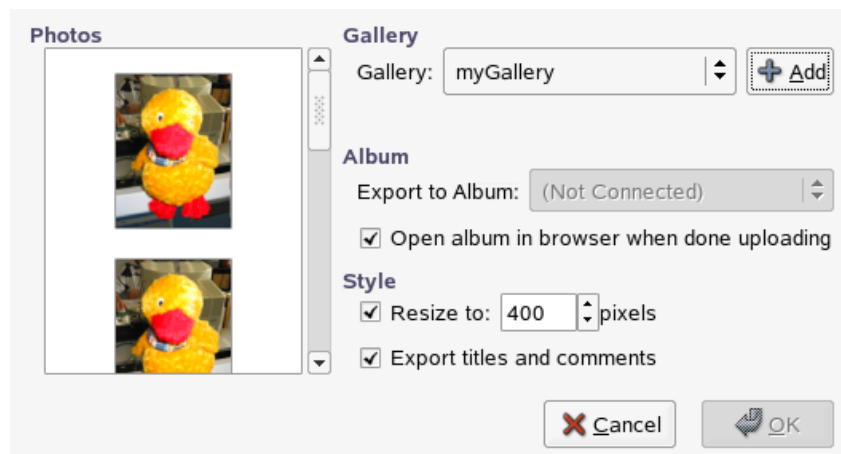 Photos
Gallery
Gallery: myGallery Add
Album
Export to Album: (Not Connected)
Open album in browser when done uploading
Style
Resize to: 400 pixels
Export titles and comments
Cancel OK